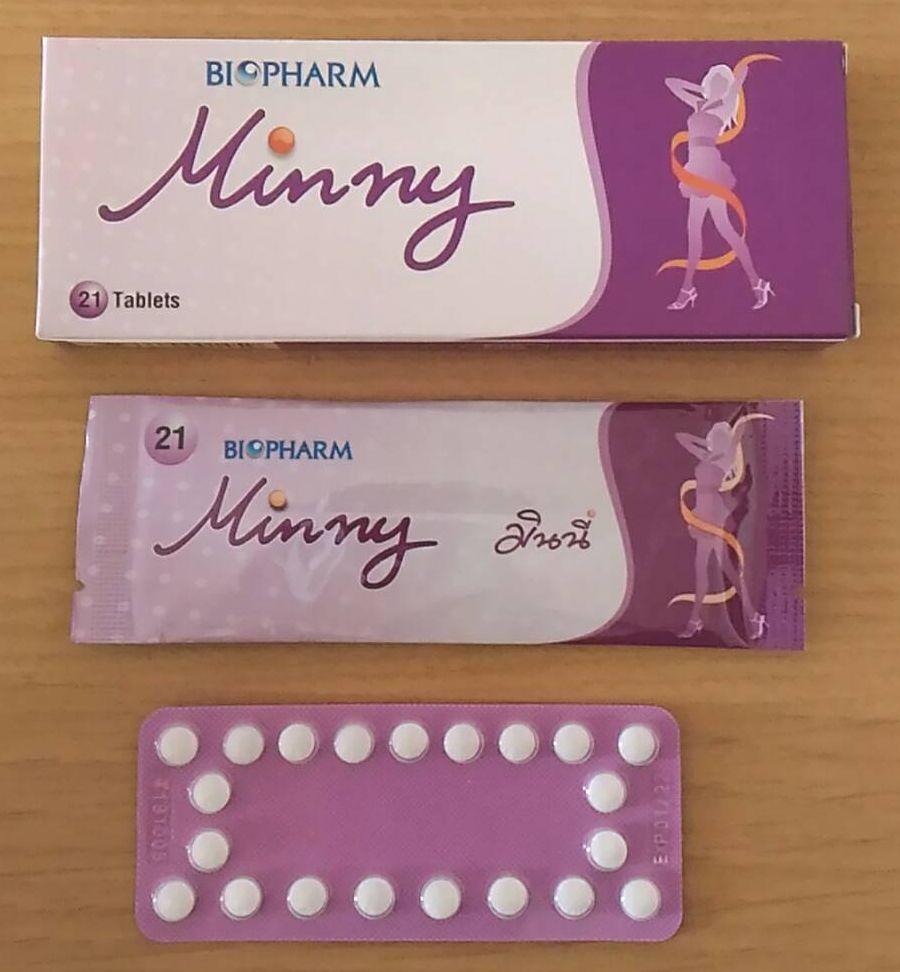 BIOPHARM
Minny
21 Tablets
21
BIOPHARM
Minny
มินนี่